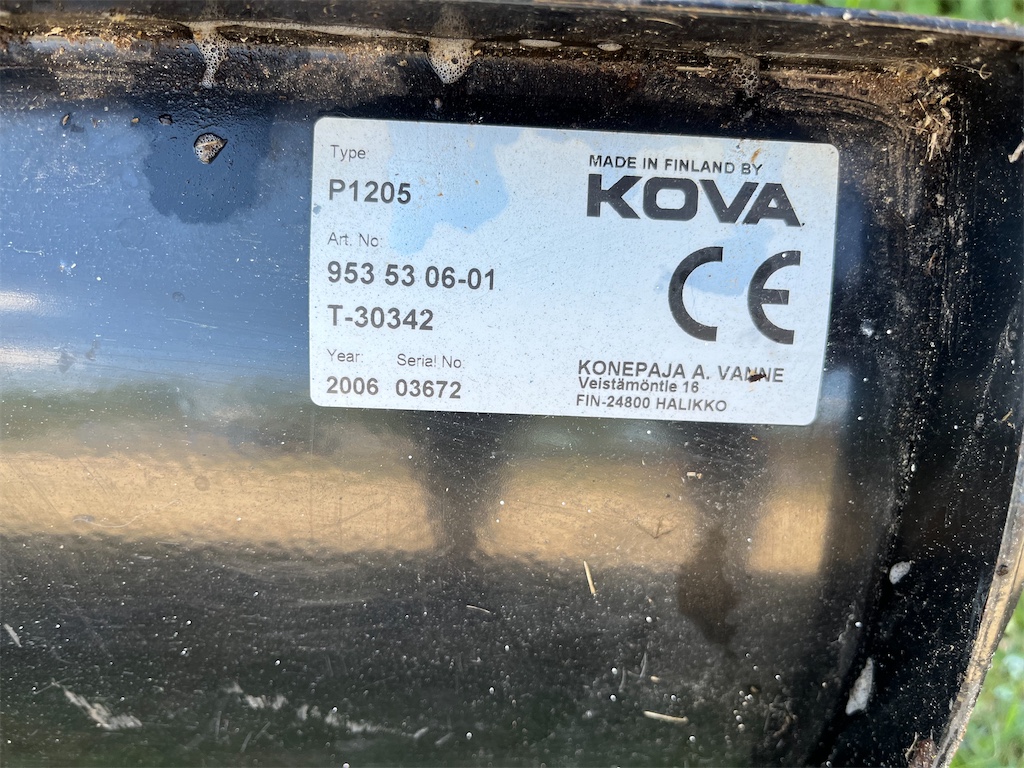 Type:
P1205
Art. No:
953 53 06-01
T-30342
Year: Serial No.
2006 03672
MADE IN FINLAND BY
KOVA
CE
KONEPAJA A. VANNE
Veistämöntie 16
FIN-24800 HALIKKO